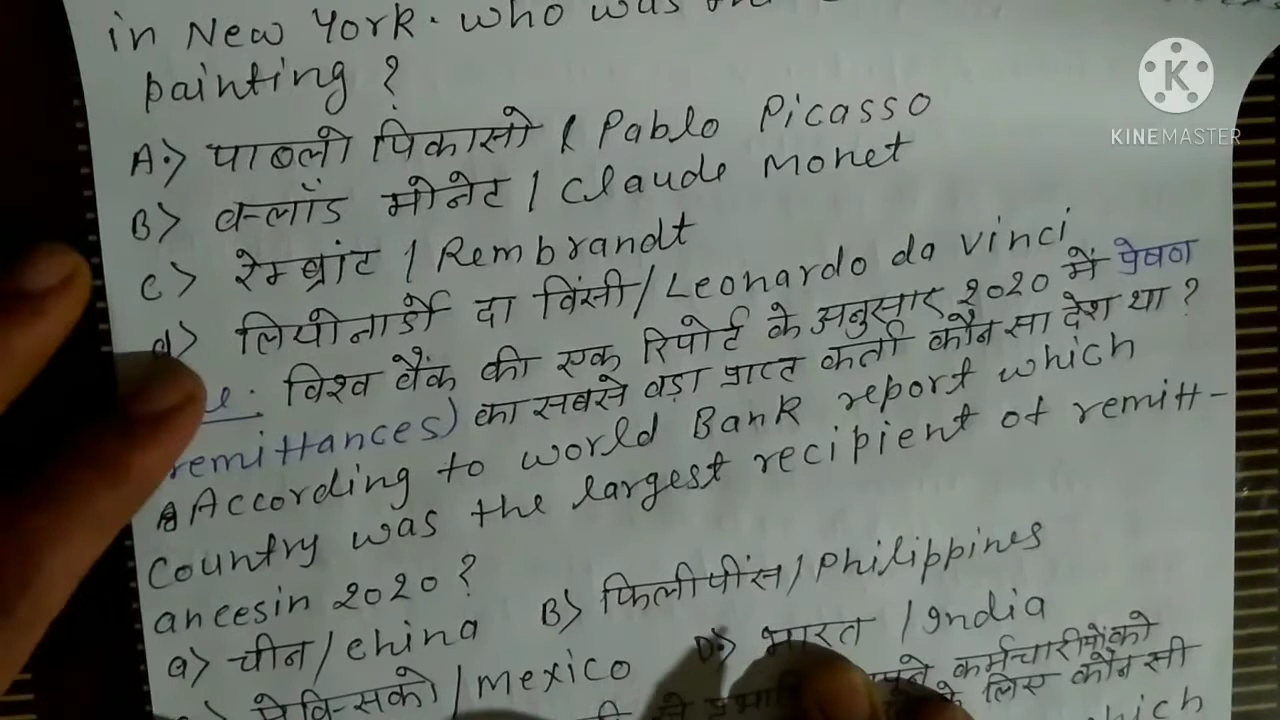 in New York. who was
painting ?
A.> पाब्लो पिकासो / Pablo Picasso
B> क्लॉड मोनेट / Claude Monet
C> रेम्ब्रांट / Rembrandt
d> लियोनार्डो दा विंसी / Leonardo da vinci
विश्व बैंक की एक रिपोर्ट के अनुसार 2020 में प्रेषण
remittances) का सबसे बड़ा प्राप्त कर्ता कौन सा देश था ?
According to world Bank report which
Country was the largest recipient of remitt-
ancesin 2020 ?
a> चीन / china B> फिलीपींस / Philippines
मेक्सिको / mexico D.> भारत / India
कर्मचारीयों को
के लिए कौन सी
which
KINEMASTER